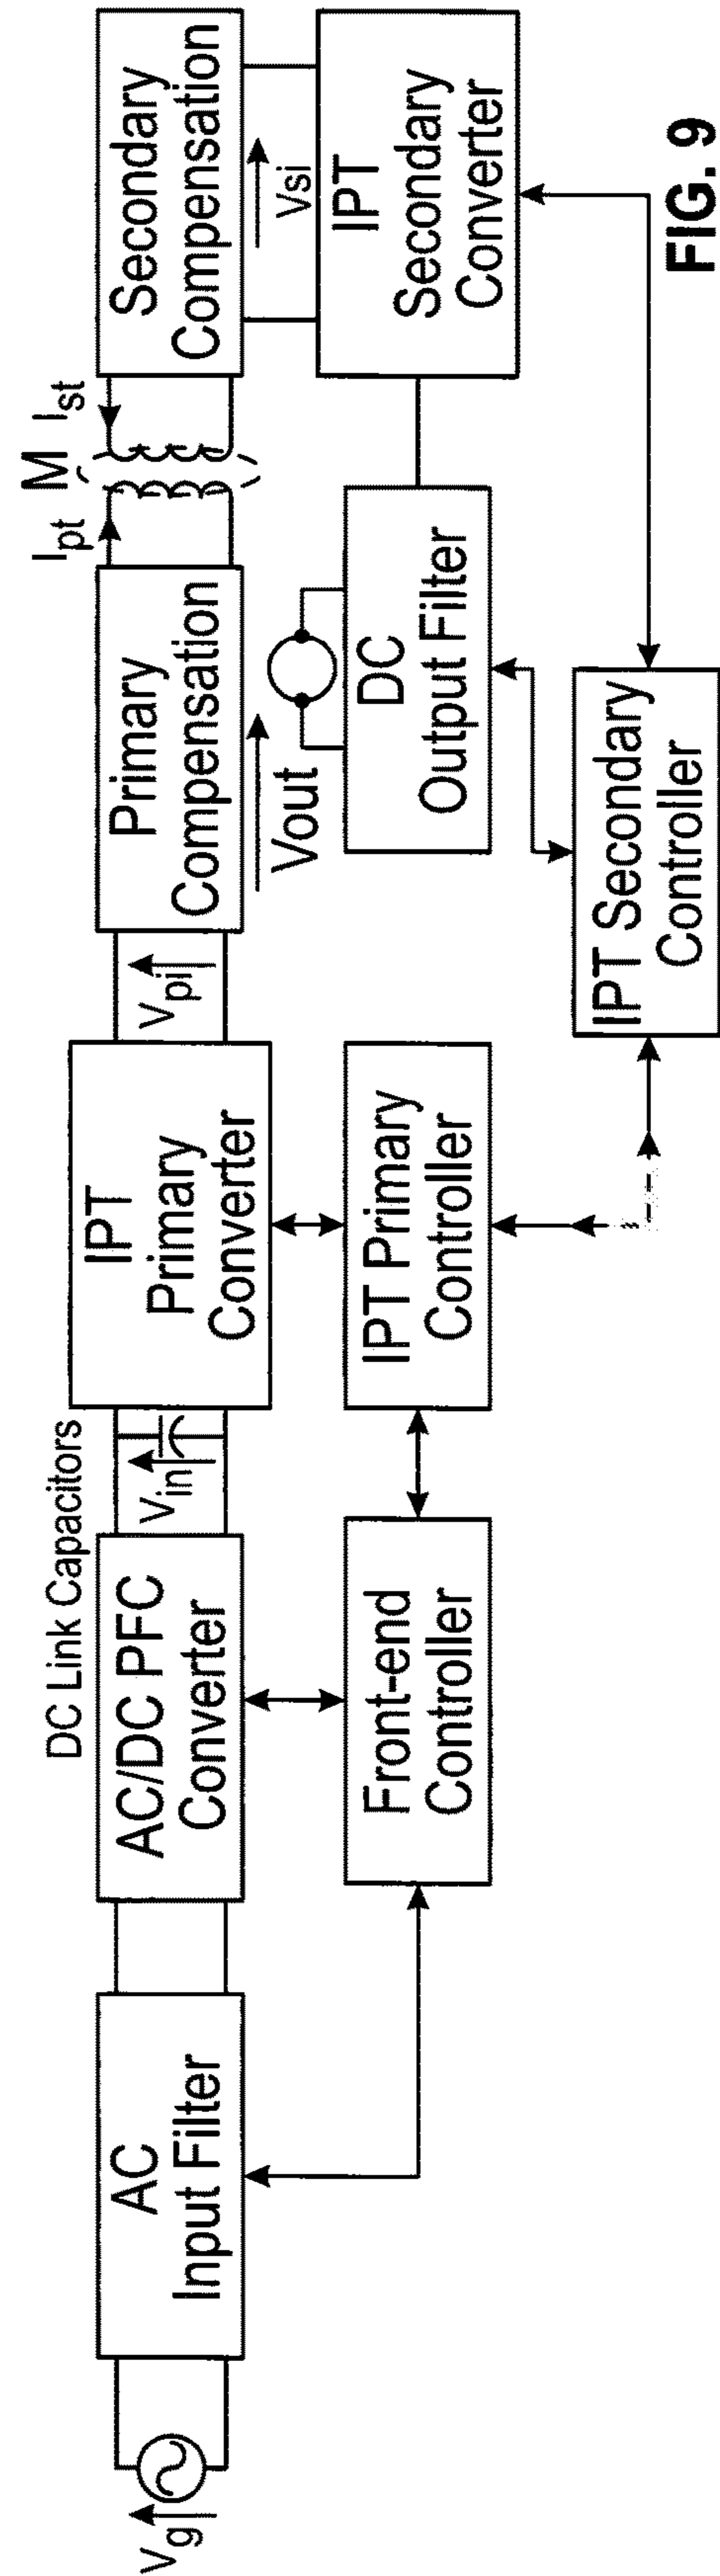 DC Link Capacitors
Vg
AC
Input Filter
AC/DC PFC
Converter
Vin
IPT
Primary
Converter
Vpi
Primary
Compensation
Ipt
M
Ist
Secondary
Compensation
Vsi
IPT
Secondary
Converter
Vout
DC
Output Filter
Front-end
Controller
IPT Primary
Controller
IPT Secondary
Controller
FIG. 9